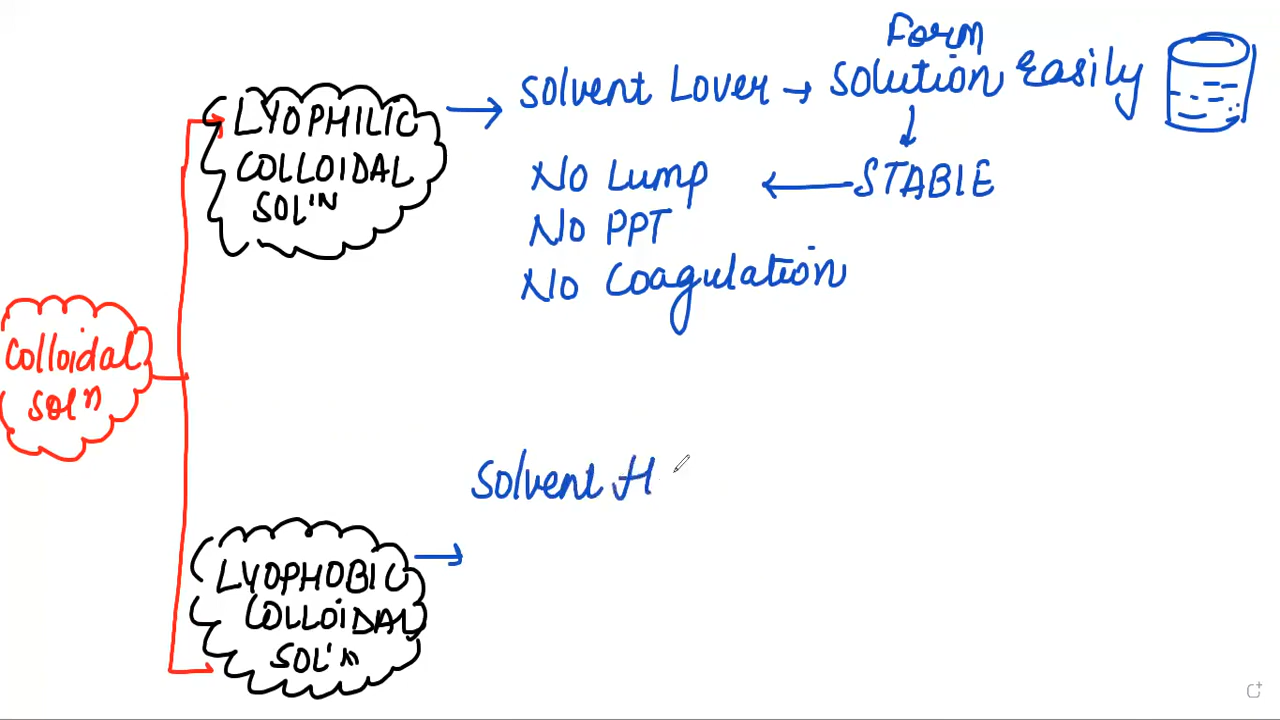 Form
Solvent Lover → Solution Easily
LYOPHILIC
COLLOIDAL
SOL'N
No Lump ← STABLE
No PPT
No Coagulation
Colloidal
Sol'n
Solvent H
LYOPHOBIC
COLLOIDAL
SOL'n